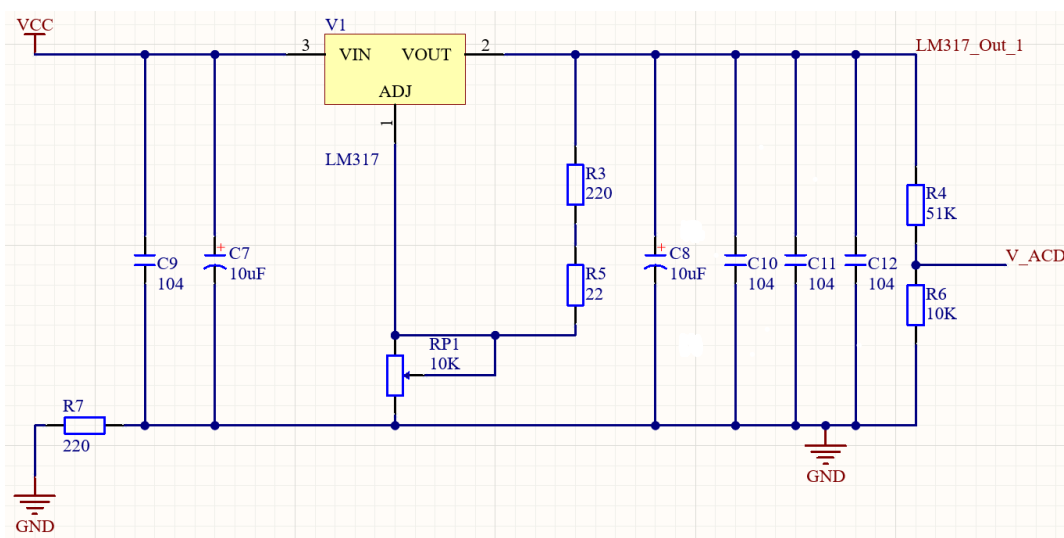 VCC
V1
3
VIN
VOUT
2
LM317_Out_1
ADJ
1
LM317
R3
220
R4
51K
C9
104
C7
10uF
+
R5
22
C8
10uF
+
C10
104
C11
104
C12
104
V_ACD
R6
10K
RP1
10K
R7
220
GND
GND